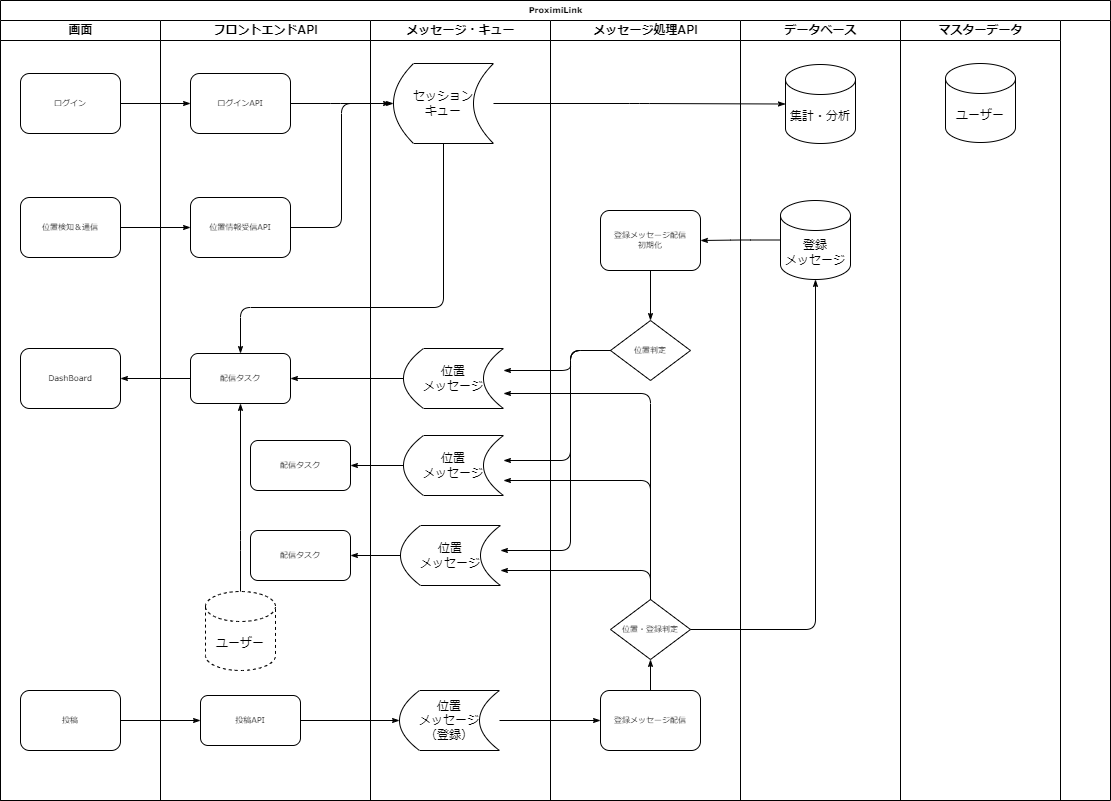 ProximiLink
画面
フロントエンドAPI
メッセージ・キュー
メッセージ処理API
データベース
マスターデータ
ログイン
ログインAPI
セッション
キュー
集計・分析
ユーザー
位置検知＆通信
位置情報受信API
登録メッセージ配信
初期化
登録
メッセージ
位置判定
DashBoard
配信タスク
位置
メッセージ
配信タスク
位置
メッセージ
配信タスク
位置
メッセージ
ユーザー
位置・登録判定
投稿
投稿API
位置
メッセージ
（登録）
登録メッセージ配信